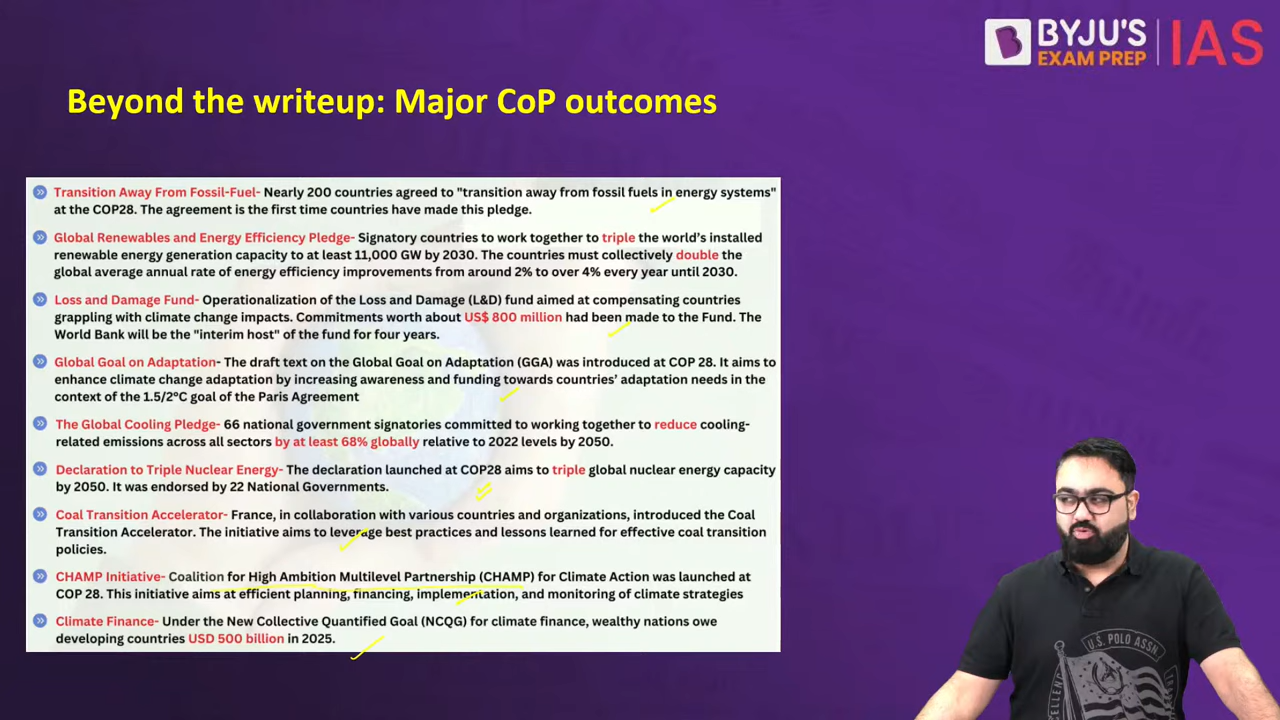 BYJU'S
EXAM PREP
IAS
Beyond the writeup: Major CoP outcomes
Transition Away From Fossil-Fuel- Nearly 200 countries agreed to "transition away from fossil fuels in energy systems"
at the COP28. The agreement is the first time countries have made this pledge.
Global Renewables and Energy Efficiency Pledge- Signatory countries to work together to triple the world's installed
renewable energy generation capacity to at least 11,000 GW by 2030. The countries must collectively double the
global average annual rate of energy efficiency improvements from around 2% to over 4% every year until 2030.
Loss and Damage Fund- Operationalization of the Loss and Damage (L&D) fund aimed at compensating countries
grappling with climate change impacts. Commitments worth about US$ 800 million had been made to the Fund. The
World Bank will be the "interim host" of the fund for four years.
Global Goal on Adaptation- The draft text on the Global Goal on Adaptation (GGA) was introduced at COP 28. It aims to
enhance climate change adaptation by increasing awareness and funding towards countries' adaptation needs in the
context of the 1.5/2°C goal of the Paris Agreement
The Global Cooling Pledge- 66 national government signatories committed to working together to reduce cooling-
related emissions across all sectors by at least 68% globally relative to 2022 levels by 2050.
Declaration to Triple Nuclear Energy- The declaration launched at COP28 aims to triple global nuclear energy capacity
by 2050. It was endorsed by 22 National Governments.
Coal Transition Accelerator- France, in collaboration with various countries and organizations, introduced the Coal
Transition Accelerator. The initiative aims to leverage best practices and lessons learned for effective coal transition
policies.
CHAMP Initiative- Coalition for High Ambition Multilevel Partnership (CHAMP) for Climate Action was launched at
COP 28. This initiative aims at efficient planning, financing, implementation, and monitoring of climate strategies
Climate Finance- Under the New Collective Quantified Goal (NCQG) for climate finance, wealthy nations owe
developing countries USD 500 billion in 2025.
U.S. POLO ASSN.